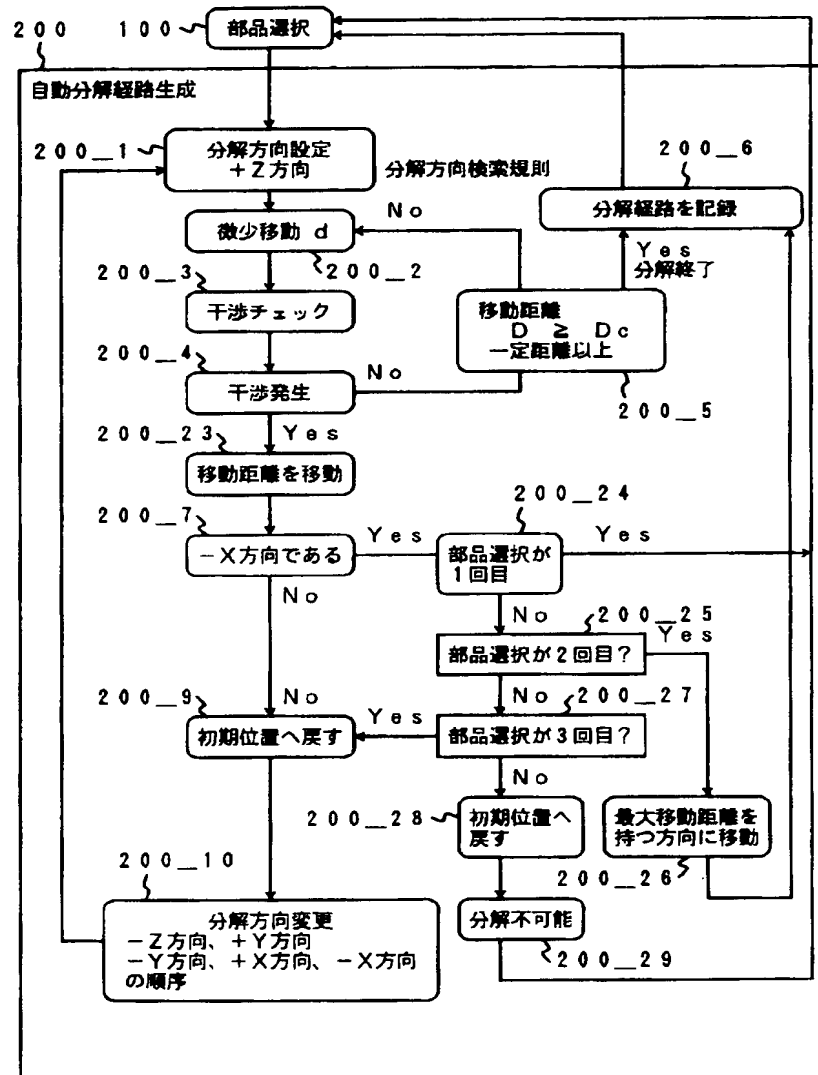 200 100 部品選択
自動分解経路生成
200_1 分解方向設定
+Z方向
分解方向検索規則
200_6
分解経路を記録
微少移動 d
No
200_2
Yes
分解終了
200_3
干渉チェック
移動距離
D ≧ Dc
一定距離以上
200_4
干渉発生
No
200_5
200_23
Yes
移動距離を移動
200_7
200_24
-X方向である
Yes
部品選択が
1回目
Yes
No
No
200_25
部品選択が2回目?
Yes
200_9
No
No
200_27
初期位置へ戻す
Yes
部品選択が3回目?
No
200_28
初期位置へ
戻す
最大移動距離を
持つ方向に移動
200_26
200_10
分解方向変更
-Z方向、+Y方向
-Y方向、+X方向、-X方向
の順序
分解不可能
200_29